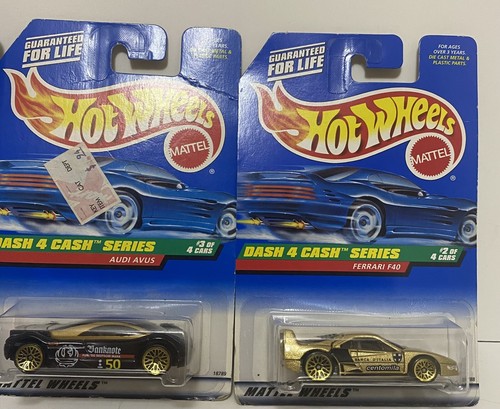 GUARANTEED
FOR LIFE
Hot Wheels
MATTEL
DASH 4 CASH™ SERIES
#3 of
4 CARS
AUDI AVUS
Banknote
50
MATTEL WHEELS
GUARANTEED
FOR LIFE
FOR AGES
OVER 3 YEARS.
DIE CAST METAL &
PLASTIC PARTS.
Hot Wheels
MATTEL
DASH 4 CASH™ SERIES
#2 of
4 CARS
FERRARI F40
BANCA D'ITALIA
centomila
MATTEL WHEELS